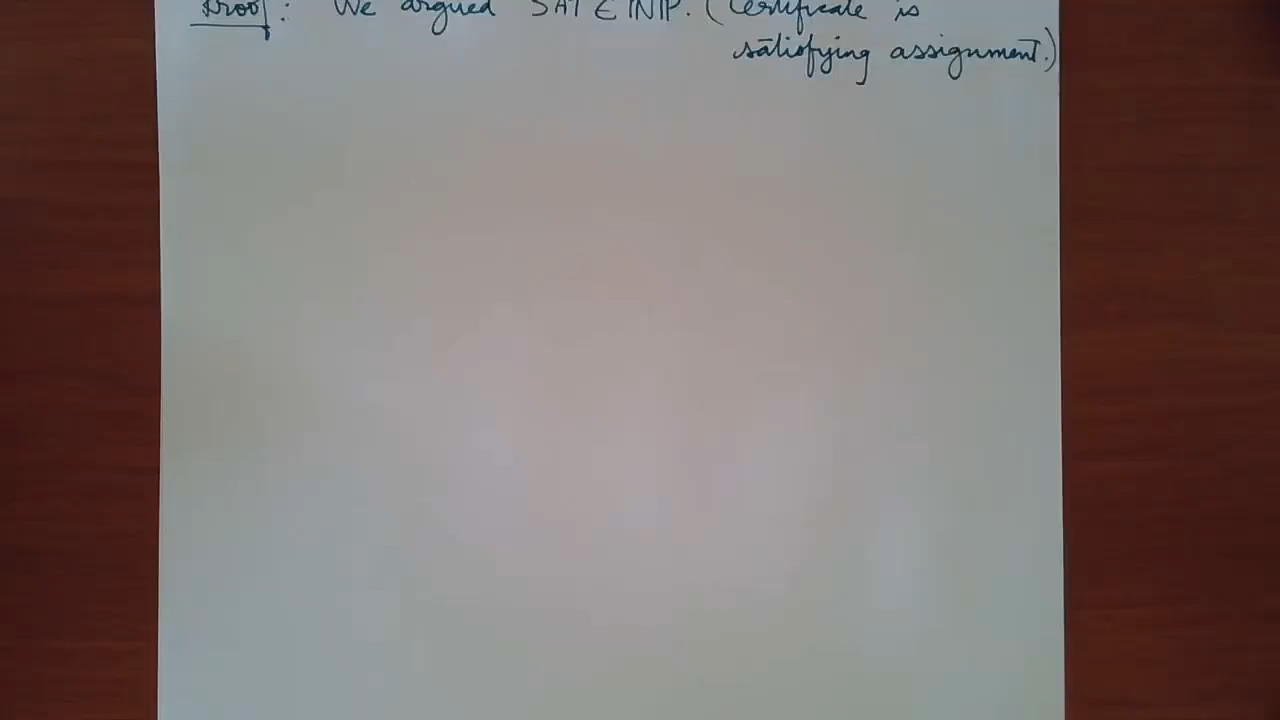 Proof: We argued SAT ∈ NP. (Certificate is
satisfying assignment.)